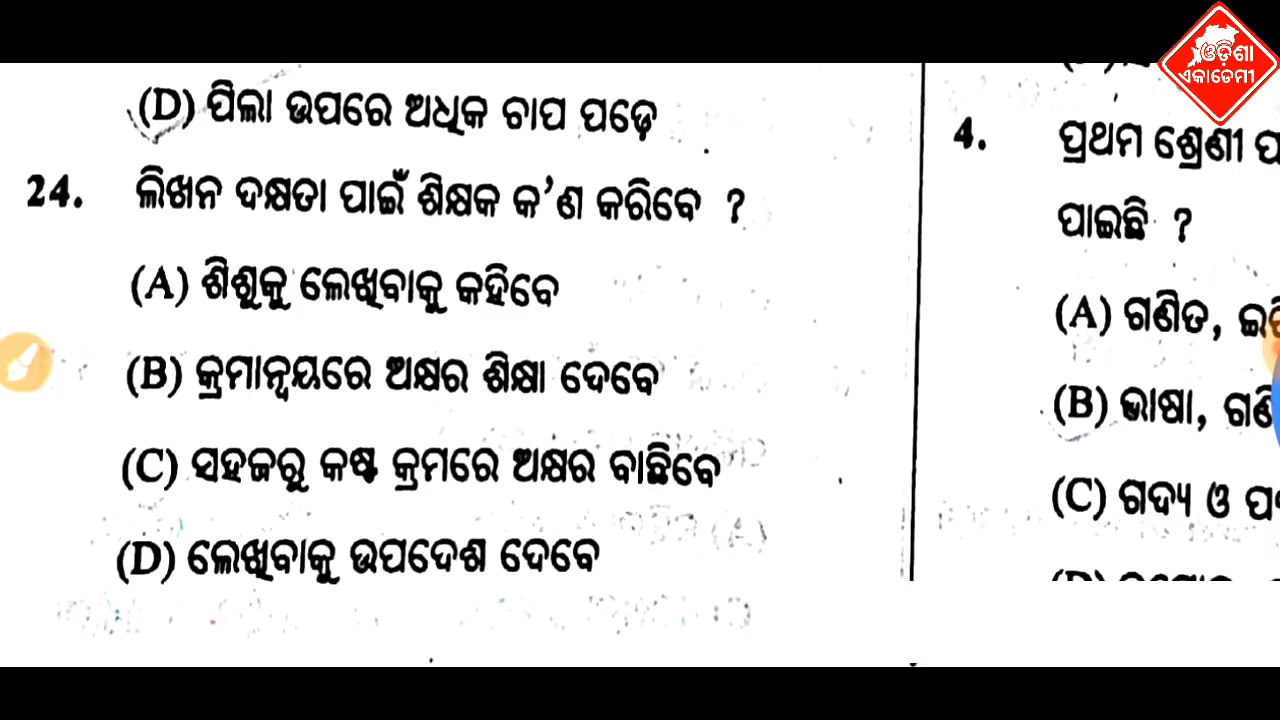 ଓଡ଼ିଶା
ଏକାଡେମୀ
(D) ପିଲା ଉପରେ ଅଧିକ ଚାପ ପଡ଼େ
24. ଲିଖନ ଦକ୍ଷତା ପାଇଁ ଶିକ୍ଷକ କ'ଣ କରିବେ ?
(A) ଶିଶୁକୁ ଲେଖିବାକୁ କହିବେ
(B) କ୍ରମାନ୍ୱୟରେ ଅକ୍ଷର ଶିକ୍ଷା ଦେବେ
(C) ସହଜରୁ କଷ୍ଟ କ୍ରମରେ ଅକ୍ଷର ବାଛିବେ
(D) ଲେଖିବାକୁ ଉପଦେଶ ଦେବେ
4. ପ୍ରଥମ ଶ୍ରେଣୀ
ପାଇଛି ?
(A) ଗଣିତ,
(B) ଭାଷା,
(C) ଗଦ୍ୟ ଓ